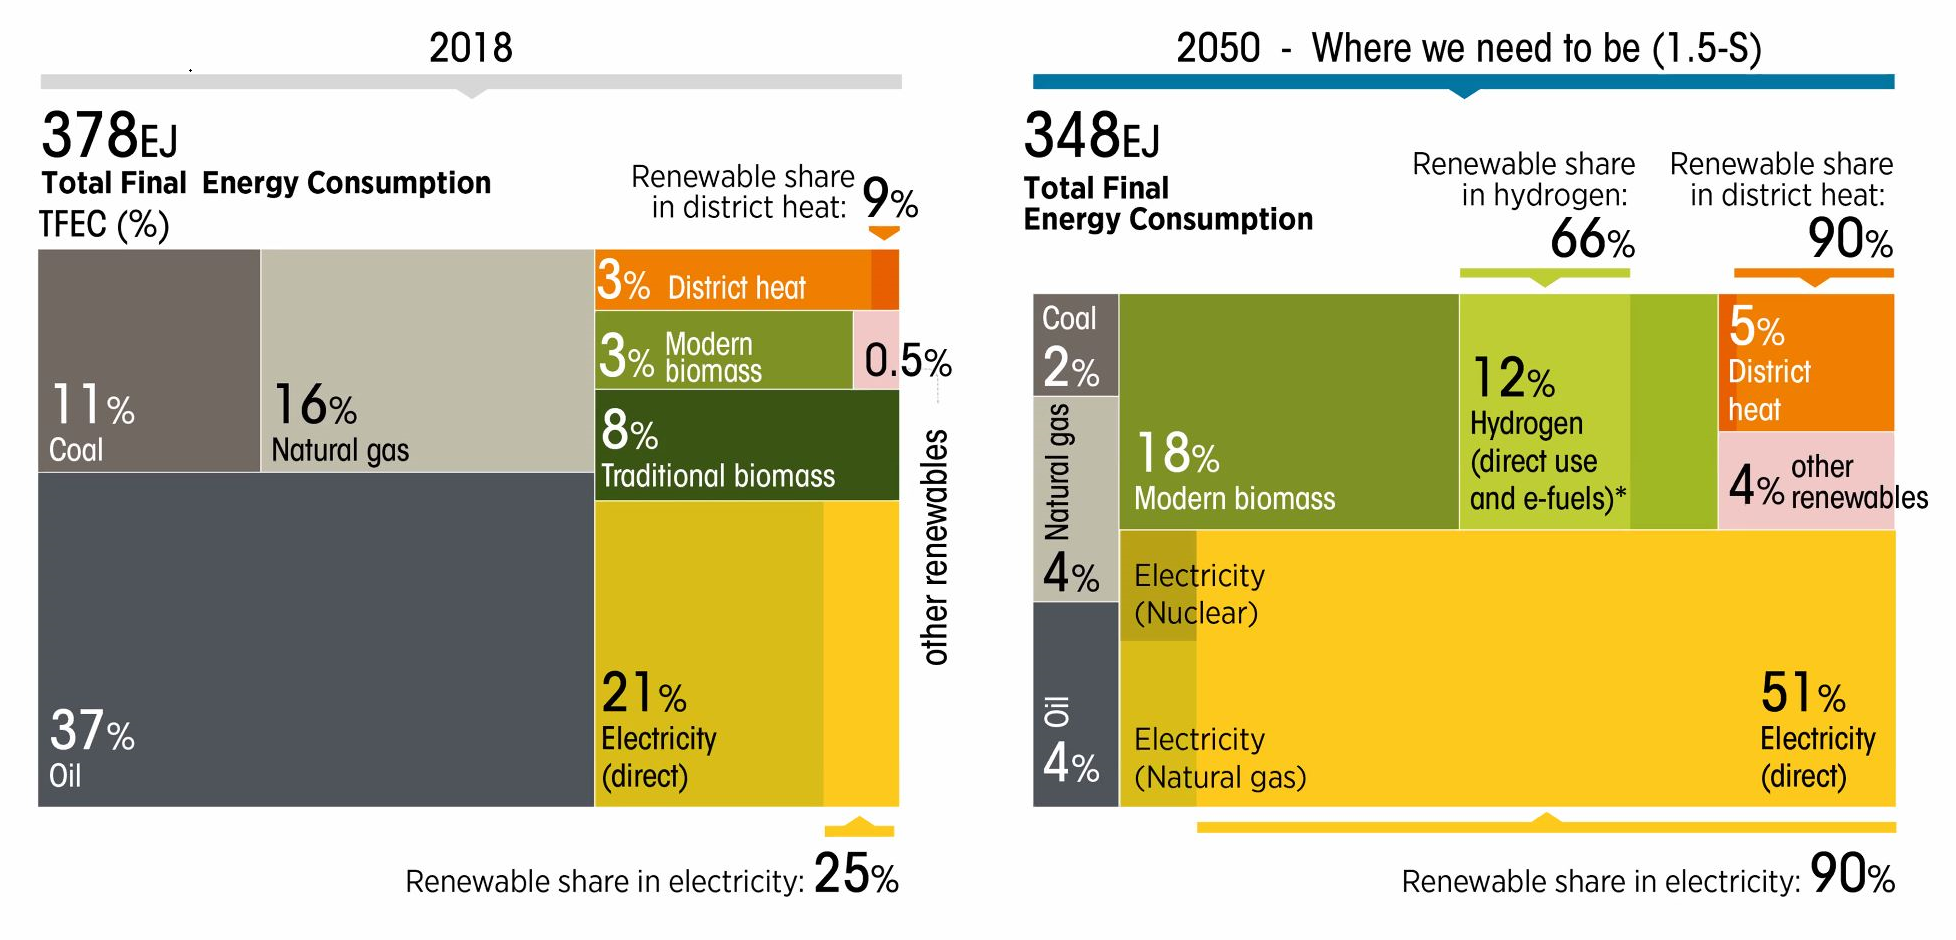 2018
378EJ
Total Final Energy Consumption
TFEC (%)
Renewable share
in district heat: 9%
11%
Coal
16%
Natural gas
37%
Oil
3% District heat
3% Modern
biomass
0.5%
other renewables
8%
Traditional biomass
21%
Electricity
(direct)
Renewable share in electricity: 25%
2050 - Where we need to be (1.5-S)
348EJ
Total Final
Energy Consumption
Renewable share
in hydrogen:
66%
Renewable share
in district heat:
90%
Coal
2%
Natural gas
4%
Oil
4%
18%
Modern biomass
12%
Hydrogen
(direct use
and e-fuels)*
5%
District
heat
4% other
renewables
Electricity
(Nuclear)
Electricity
(Natural gas)
51%
Electricity
(direct)
Renewable share in electricity: 90%